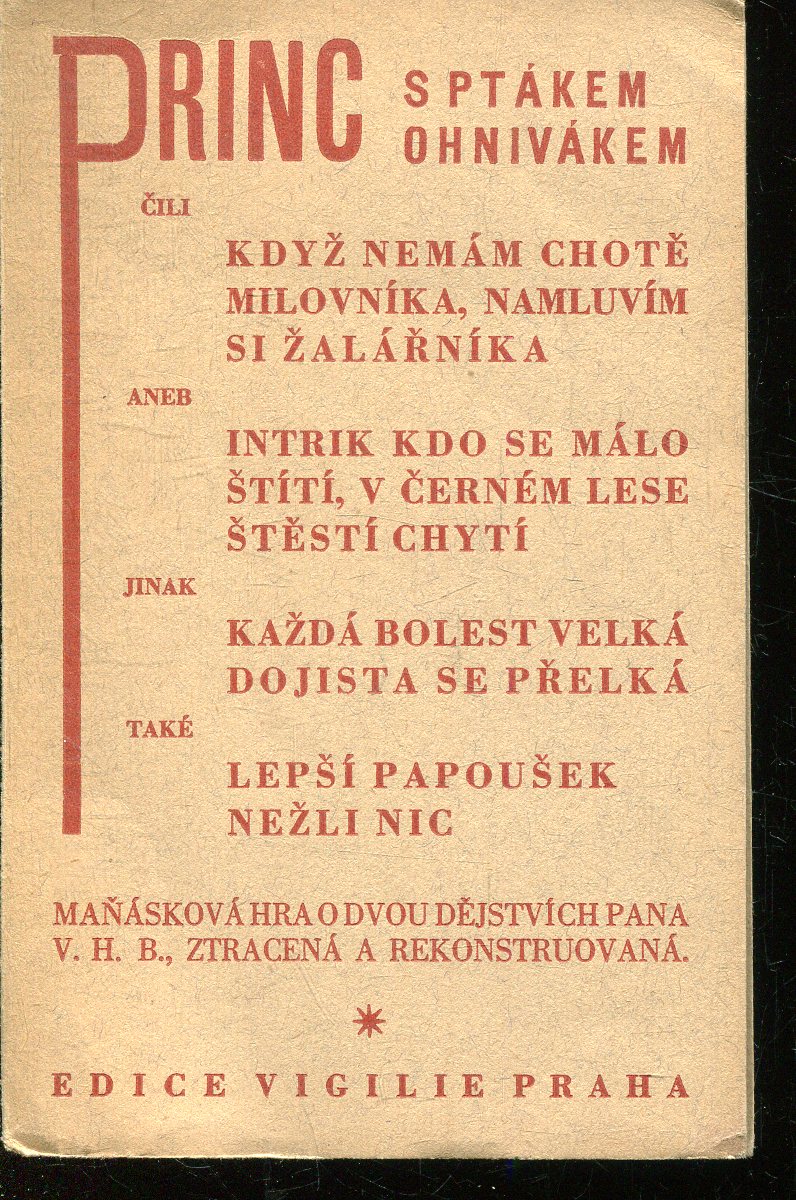 PRINC S PTÁKEM
OHNIVÁKEM
ČILI
KDYŽ NEMÁM CHOTĚ
MILOVNÍKA, NAMLUVÍM
SI ŽALÁŘNÍKA
ANEB
INTRIK KDO SE MÁLO
ŠTÍTÍ, V ČERNÉM LESE
ŠTĚSTÍ CHYTÍ
JINAK
KAŽDÁ BOLEST VELKÁ
DOJISTA SE PŘELKÁ
TAKÉ
LEPŠÍ PAPOUŠEK
NEŽLI NIC
MAŇÁSKOVÁ HRA O DVOU DĚJSTVÍCH PANA
V. H. B., ZTRACENÁ A REKONSTRUOVANÁ.
EDICE VIGILIE PRAHA